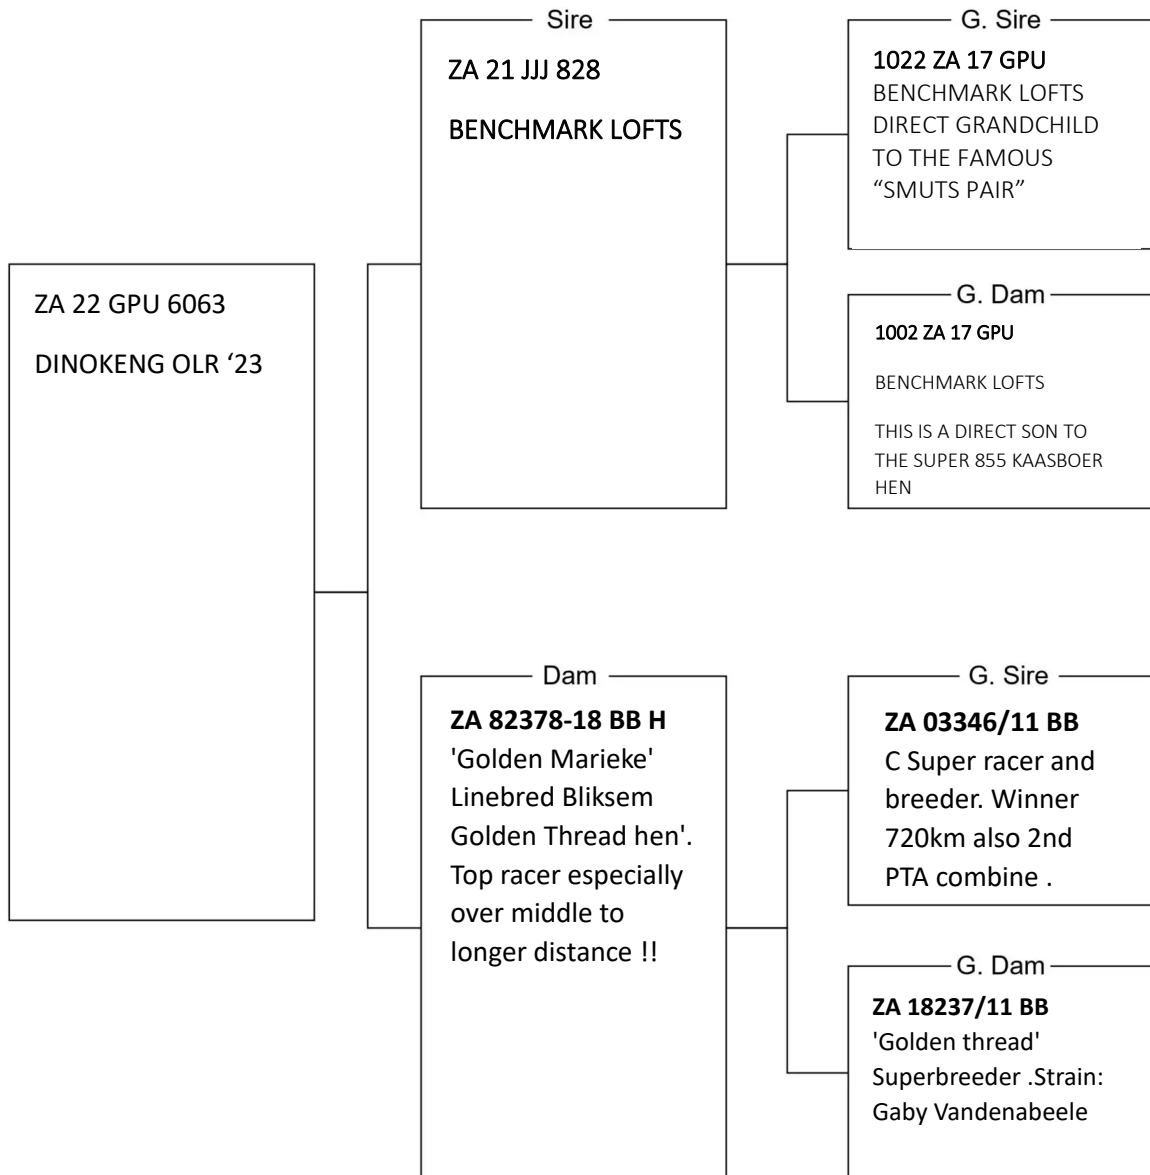 Sire
ZA 21 JJJ 828
BENCHMARK LOFTS
G. Sire
1022 ZA 17 GPU
BENCHMARK LOFTS
DIRECT GRANDCHILD
TO THE FAMOUS
“SMUTS PAIR”
ZA 22 GPU 6063
DINOKENG OLR ‘23
G. Dam
1002 ZA 17 GPU
BENCHMARK LOFTS
THIS IS A DIRECT SON TO
THE SUPER 855 KAASBOER
HEN
Dam
ZA 82378-18 BB H
'Golden Marieke'
Linebred Bliksem
Golden Thread hen'.
Top racer especially
over middle to
longer distance !!
G. Sire
ZA 03346/11 BB
C Super racer and
breeder. Winner
720km also 2nd
PTA combine .
G. Dam
ZA 18237/11 BB
'Golden thread'
Superbreeder .Strain:
Gaby Vandenabeele